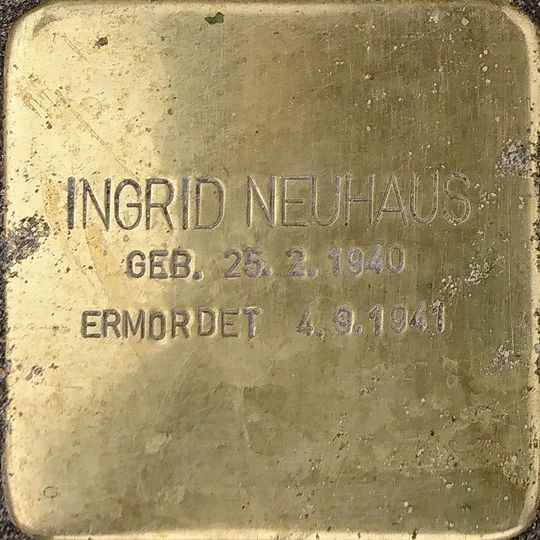 INGRID NEUHAUS
GEB. 25. 2. 1940
ERMORDET 4.9.1941